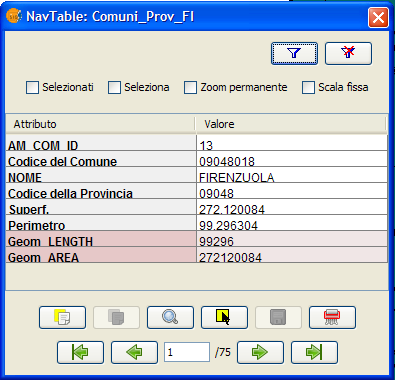 NavTable: Comuni_Prov_FI
Selezionati Seleziona Zoom permanente Scala fissa
Attributo Valore
AM_COM_ID 13
Codice del Comune 09048018
NOME FIRENZUOLA
Codice della Provincia 09048
Superf. 272.120084
Perimetro 99.296304
Geom_LENGTH 99296
Geom_AREA 272120084
1 /75